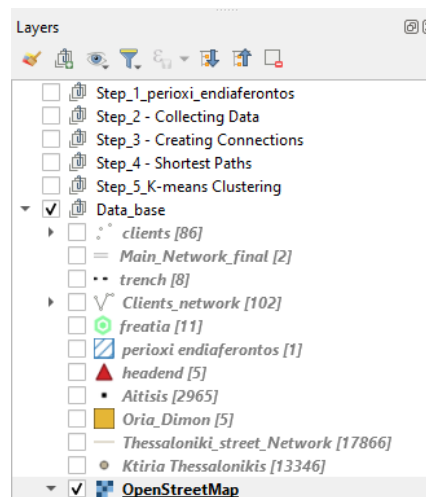 Layers
Step_1_perioxi_endiaferontos
Step_2 - Collecting Data
Step_3 - Creating Connections
Step_4 - Shortest Paths
Step_5_K-means Clustering
Data_base
clients [86]
Main_Network_final [2]
trench [8]
Clients_network [102]
freatia [11]
perioxi endiaferontos [1]
headend [5]
Aitisis [2965]
Oria_Dimon [5]
Thessaloniki_street_Network [17866]
Ktiria Thessalonikis [13346]
OpenStreetMap